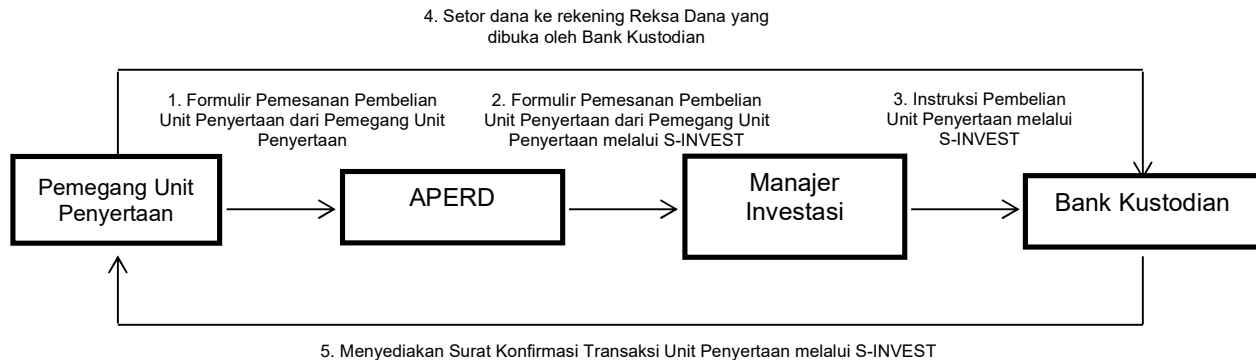 4. Setor dana ke rekening Reksa Dana yang
dibuka oleh Bank Kustodian
1. Formulir Pemesanan Pembelian
Unit Penyertaan dari Pemegang Unit
Penyertaan
2. Formulir Pemesanan Pembelian
Unit Penyertaan dari Pemegang Unit
Penyertaan melalui S-INVEST
3. Instruksi Pembelian
Unit Penyertaan melalui
S-INVEST
Pemegang Unit
Penyertaan
APERD
Manajer
Investasi
Bank Kustodian
5. Menyediakan Surat Konfirmasi Transaksi Unit Penyertaan melalui S-INVEST